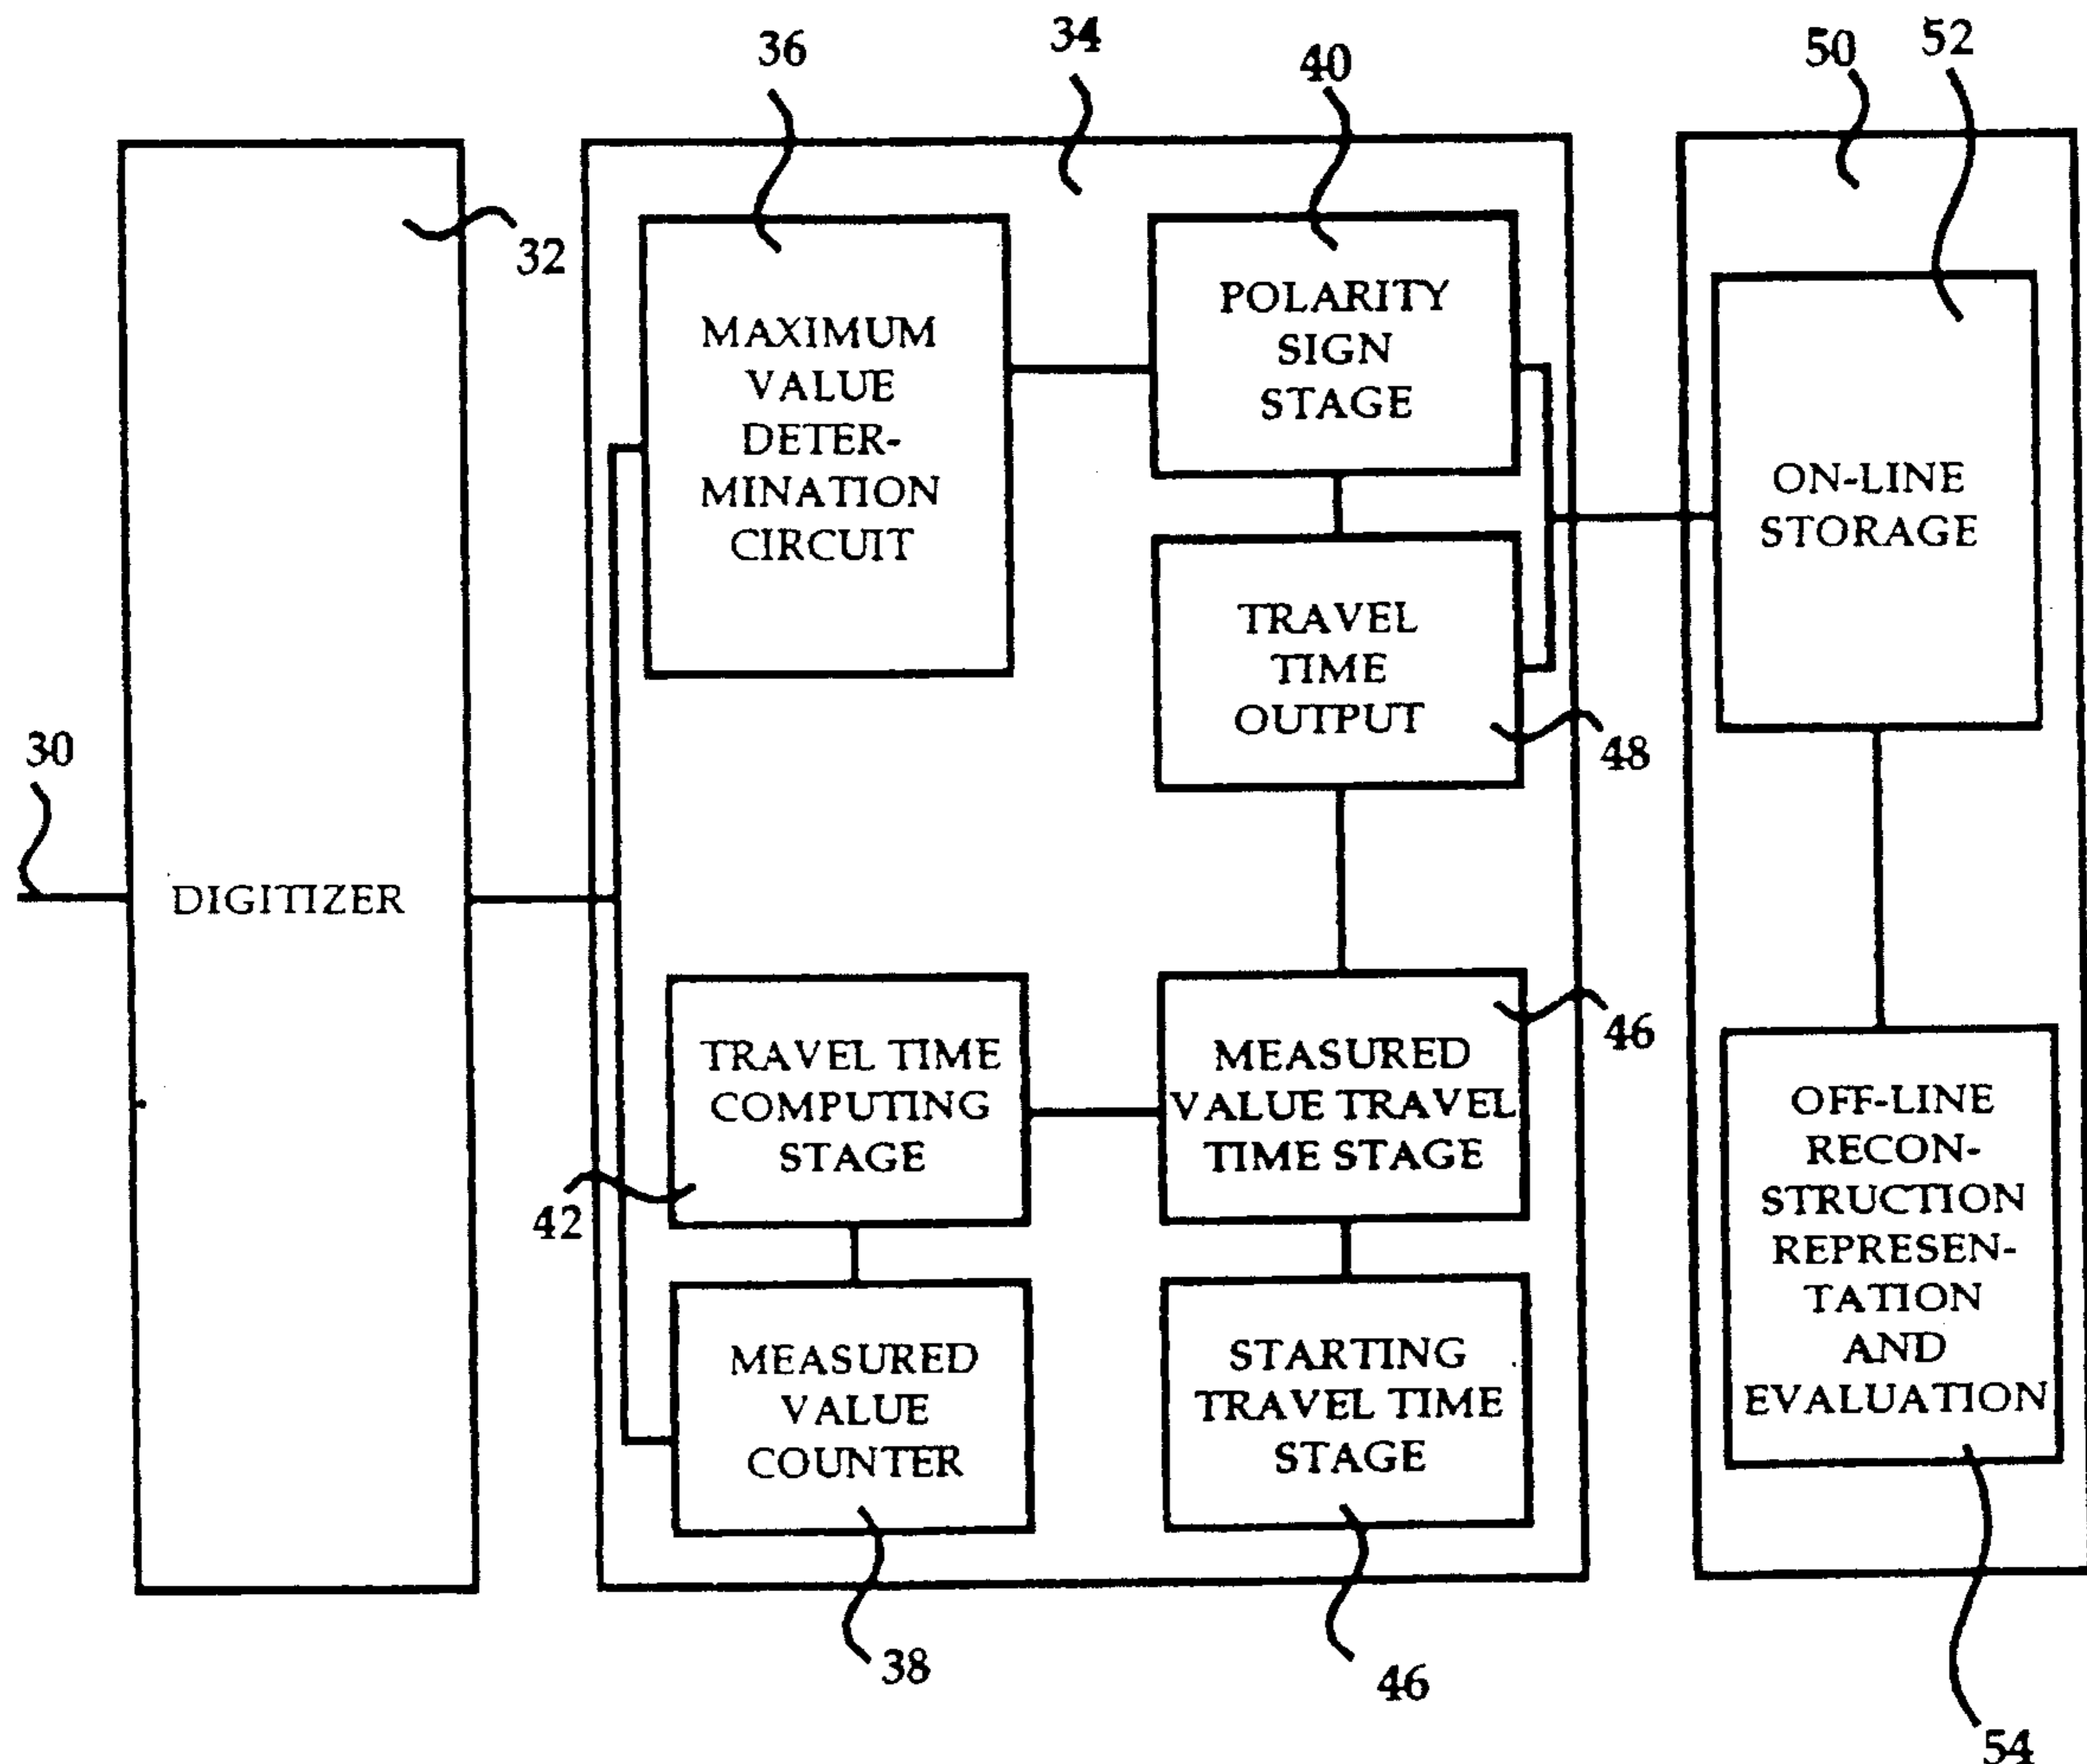 36
34
40
50
52
32
MAXIMUM
VALUE
DETER-
MINATION
CIRCUIT
POLARITY
SIGN
STAGE
ON-LINE
STORAGE
TRAVEL
TIME
OUTPUT
48
30
DIGITIZER
TRAVEL TIME
COMPUTING
STAGE
42
MEASURED
VALUE TRAVEL
TIME STAGE
46
OFF-LINE
RECON-
STRUCTION
REPRESEN-
TATION
AND
EVALUATION
MEASURED
VALUE
COUNTER
STARTING
TRAVEL TIME
STAGE
38
46
54